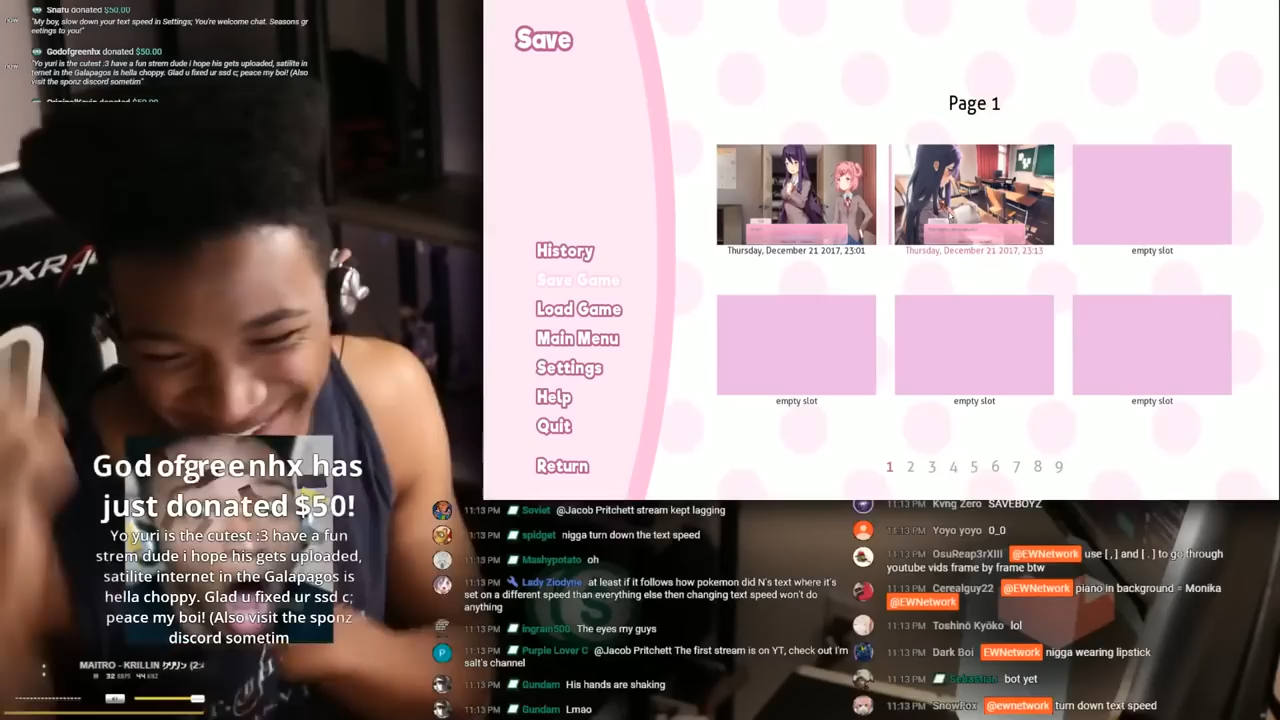 Snatu donated $50.00
now
"My boy, slow down your text speed in Settings; You're welcome chat. Seasons gr
eetings to you!"
Godofgreenhx donated $50.00
now
"Yo yuri is the cutest :3 have a fun strem dude i hope his gets uploaded, satilite in
ternet in the Galapagos is hella choppy. Glad u fixed ur ssd c; peace my boi! (Also
visit the sponz discord sometim"
OriginalKevin donated $50.00
Save
Page 1
Thursday, December 21 2017, 23:01
Thursday, December 21 2017, 23:13
empty slot
History
Save Game
Load Game
Main Menu
Settings
Help
Quit
Return
empty slot
empty slot
empty slot
1 2 3 4 5 6 7 8 9
Godofgreenhx has
just donated $50!
Yo yuri is the cutest :3 have a fun
strem dude i hope his gets uploaded,
satilite internet in the Galapagos is
hella choppy. Glad u fixed ur ssd c;
peace my boi! (Also visit the sponz
discord sometim
MAITRO - KRILLIN
32 KBPS 44 KHZ
11:13 PM Soviet @Jacob Pritchett stream kept lagging
11:13 PM spidget nigga turn down the text speed
11:13 PM Mashypotato oh
11:13 PM Lady Ziodyne at least if it follows how pokemon did N's text where it's
set on a different speed than everything else then changing text speed won't do
anything
11:13 PM ingrain500 The eyes my guys
11:13 PM Purple Lover C @Jacob Pritchett The first stream is on YT, check out I'm
salt's channel
11:13 PM Gundam His hands are shaking
11:13 PM Gundam Lmao
11:13 PM Kvng Zero SAVEBOYZ
11:13 PM Yoyo yoyo 0_0
11:13 PM OsuReap3rXIII @EWNetwork use [ , ] and [ . ] to go through
youtube vids frame by frame btw
11:13 PM Cerealguy22 @EWNetwork piano in background = Monika
@EWNetwork
11:13 PM Toshinō Kyōko lol
11:13 PM Dark Boi EWNetwork nigga wearing lipstick
11:13 PM Sebastian bot yet
11:13 PM SnowFox @ewnetwork turn down text speed